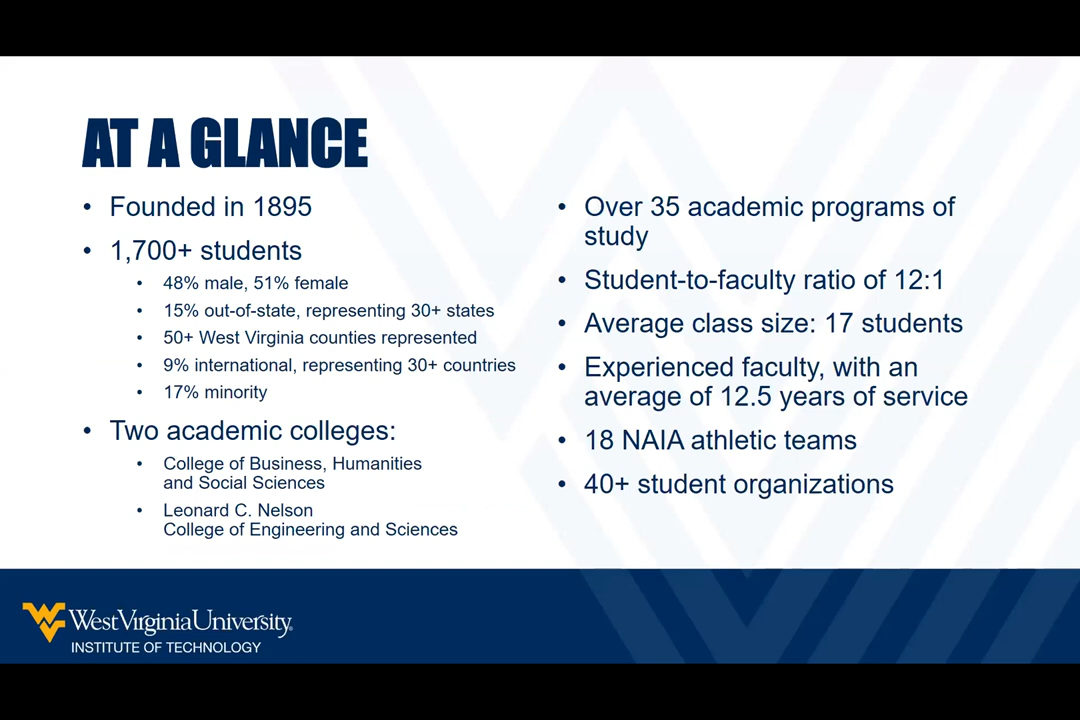 AT A GLANCE
• Founded in 1895
• 1,700+ students
• 48% male, 51% female
• 15% out-of-state, representing 30+ states
• 50+ West Virginia counties represented
• 9% international, representing 30+ countries
• 17% minority
• Two academic colleges:
• College of Business, Humanities
and Social Sciences
• Leonard C. Nelson
College of Engineering and Sciences
• Over 35 academic programs of
study
• Student-to-faculty ratio of 12:1
• Average class size: 17 students
• Experienced faculty, with an
average of 12.5 years of service
• 18 NAIA athletic teams
• 40+ student organizations
WestVirginiaUniversity.
INSTITUTE OF TECHNOLOGY